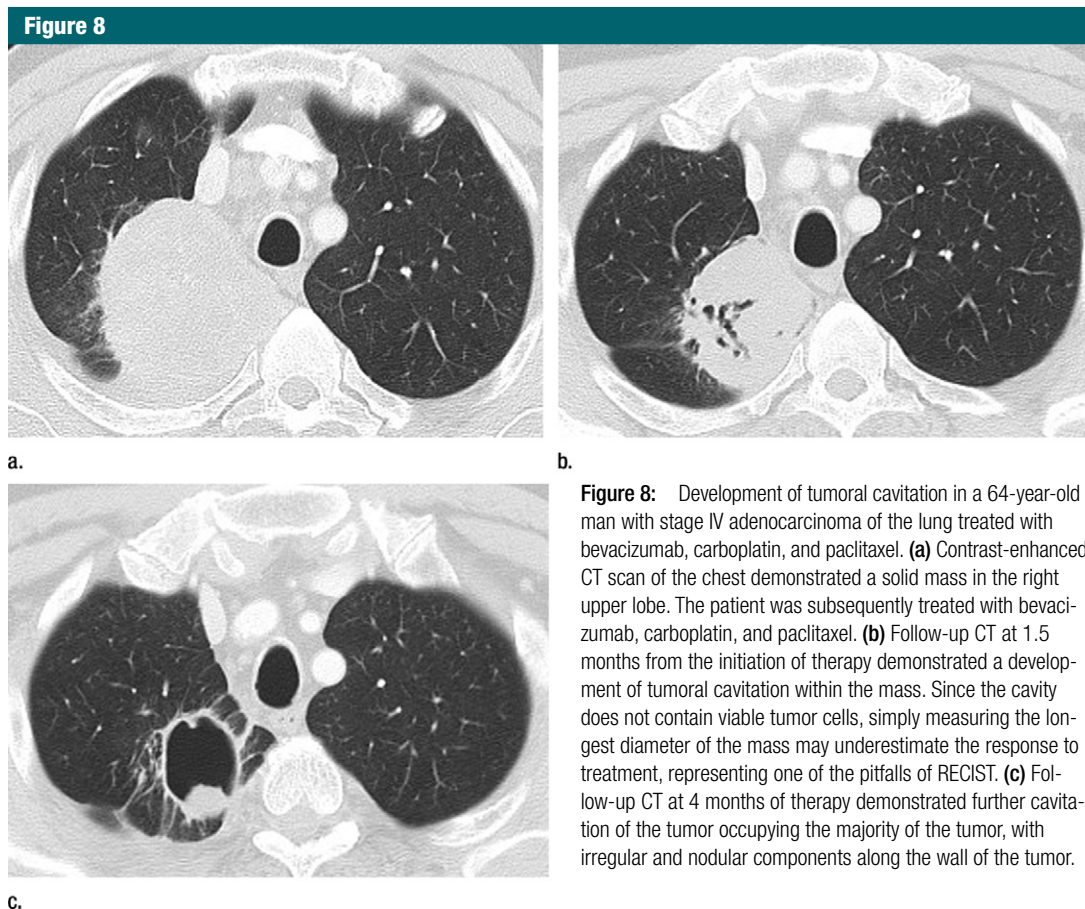 Figure 8
a.
b.
Figure 8: Development of tumoral cavitation in a 64-year-old
man with stage IV adenocarcinoma of the lung treated with
bevacizumab, carboplatin, and paclitaxel. (a) Contrast-enhanced
CT scan of the chest demonstrated a solid mass in the right
upper lobe. The patient was subsequently treated with bevaci-
zumab, carboplatin, and paclitaxel. (b) Follow-up CT at 1.5
months from the initiation of therapy demonstrated a develop-
ment of tumoral cavitation within the mass. Since the cavity
does not contain viable tumor cells, simply measuring the lon-
gest diameter of the mass may underestimate the response to
treatment, representing one of the pitfalls of RECIST. (c) Fol-
low-up CT at 4 months of therapy demonstrated further cavita-
tion of the tumor occupying the majority of the tumor, with
irregular and nodular components along the wall of the tumor.
c.